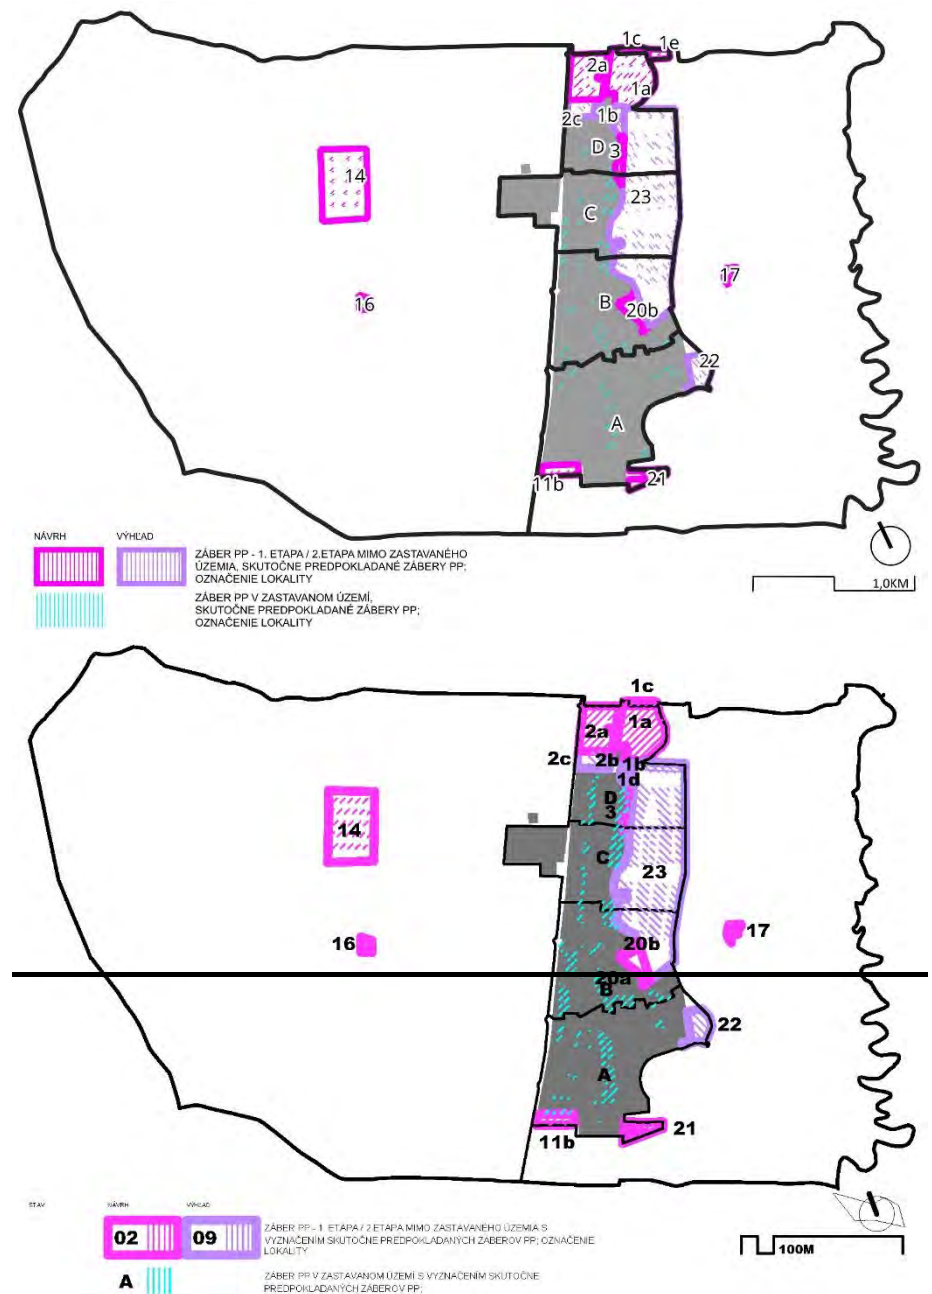 1c
1e
2a
1a
2c
1b
D
3
14
23
C
17
16
B
20b
22
A
11b
21
NÁVRH
VÝHĽAD
ZÁBER PP - 1. ETAPA / 2.ETAPA MIMO ZASTAVANÉHO
ÚZEMIA, SKUTOČNE PREDPOKLADANÉ ZÁBERY PP;
OZNAČENIE LOKALITY
1,0KM
ZÁBER PP V ZASTAVANOM ÚZEMÍ,
SKUTOČNE PREDPOKLADANÉ ZÁBERY PP;
OZNAČENIE LOKALITY
1c
1a
2a
2c
2b
1b
1d
D
3
14
C
23
17
16
20b
20a
B
22
A
11b
21
STAV
NÁVRH
VÝHĽAD
02
09
ZÁBER PP - 1. ETAPA / 2.ETAPA MIMO ZASTAVANÉHO ÚZEMIA S
VYZNAČENÍM SKUTOČNE PREDPOKLADANÝCH ZÁBEROV PP; OZNAČENIE
LOKALITY
100M
A
ZÁBER PP V ZASTAVANOM ÚZEMÍ S VYZNAČENÍM SKUTOČNE
PREDPOKLADANÝCH ZÁBEROV PP;